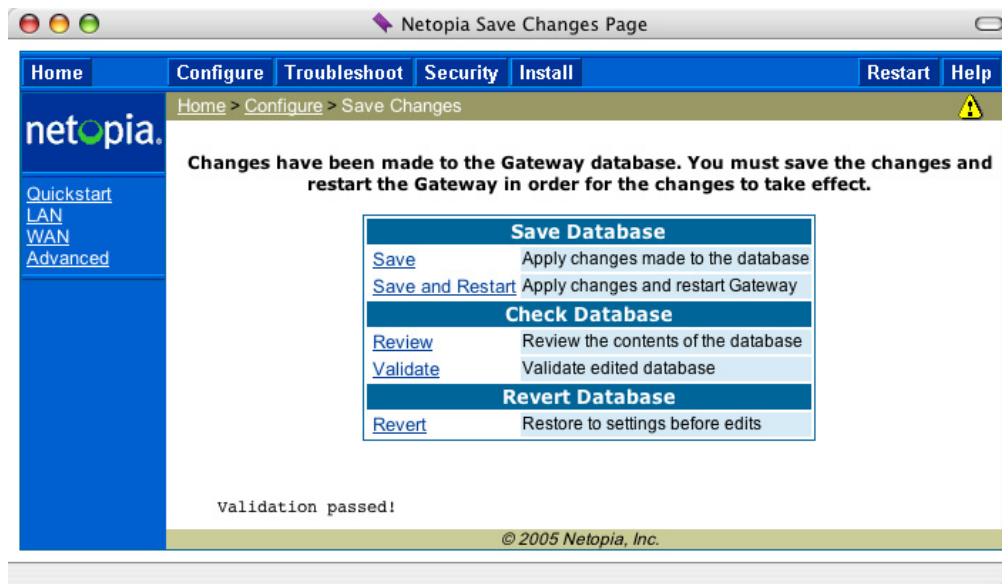 Netopia Save Changes Page
Home Configure Troubleshoot Security Install Restart Help
Home > Configure > Save Changes
netopia.
Quickstart
LAN
WAN
Advanced
Changes have been made to the Gateway database. You must save the changes and
restart the Gateway in order for the changes to take effect.
Save Database
Save Apply changes made to the database
Save and Restart Apply changes and restart Gateway
Check Database
Review Review the contents of the database
Validate Validate edited database
Revert Database
Revert Restore to settings before edits
Validation passed!
© 2005 Netopia, Inc.